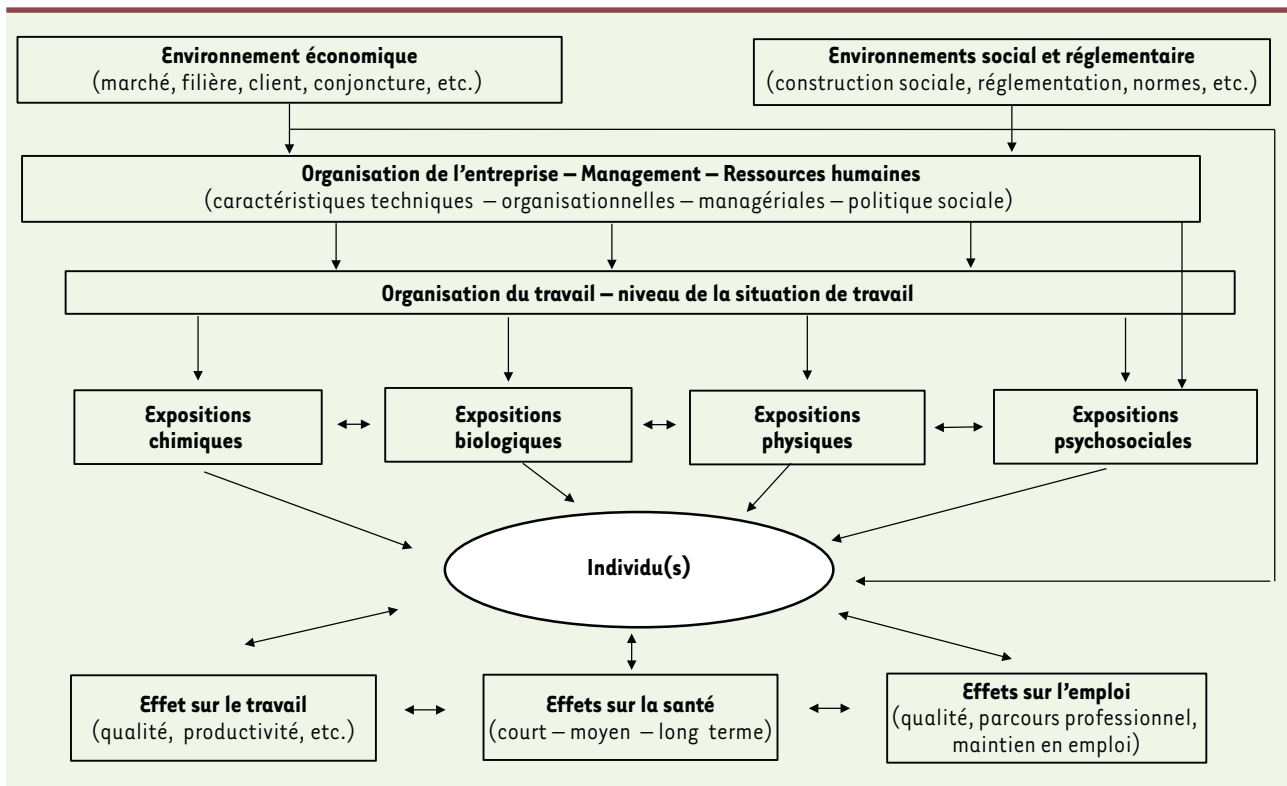 Environnement économique
(marché, filière, client, conjoncture, etc.)
Environnements social et réglementaire
(construction sociale, réglementation, normes, etc.)
Organisation de l'entreprise – Management – Ressources humaines
(caractéristiques techniques – organisationnelles – managériales – politique sociale)
Organisation du travail – niveau de la situation de travail
Expositions
chimiques
Expositions
biologiques
Expositions
physiques
Expositions
psychosociales
Individu(s)
Effet sur le travail
(qualité, productivité, etc.)
Effets sur la santé
(court – moyen – long terme)
Effets sur l'emploi
(qualité, parcours professionnel,
maintien en emploi)